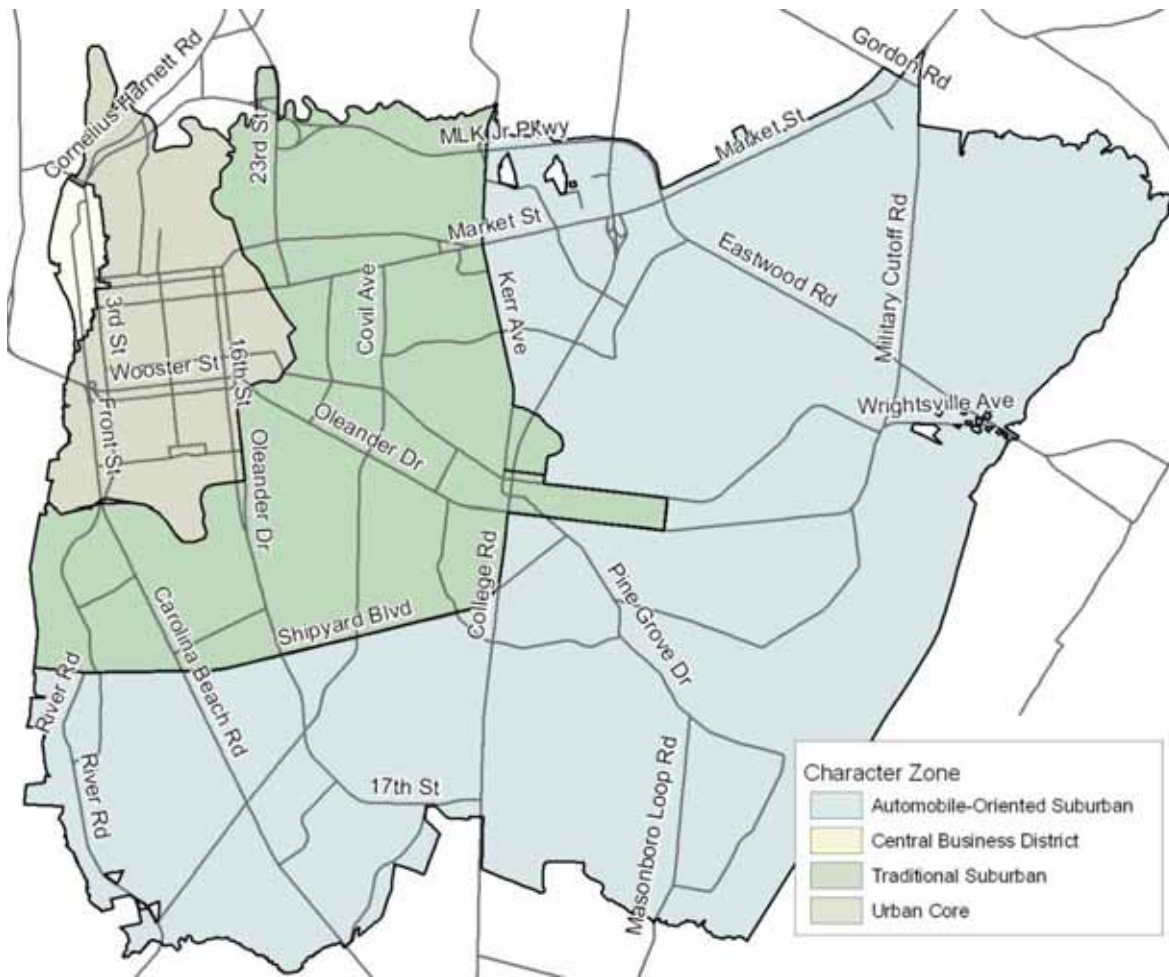 Cornelius Harnett Rd
23rd St
MLK Jr Pkwy
Gordon Rd
Market St
Market St
Eastwood Rd
Military Cutoff Rd
Kerr Ave
Covil Ave
3rd St
16th St
Wooster St
Front St
Wrightsville Ave
Oleander Dr
Oleander Dr
College Rd
Pine Grove Dr
Shipyard Blvd
Carolina Beach Rd
River Rd
River Rd
17th St
Masonboro Loop Rd
Character Zone
Automobile-Oriented Suburban
Central Business District
Traditional Suburban
Urban Core